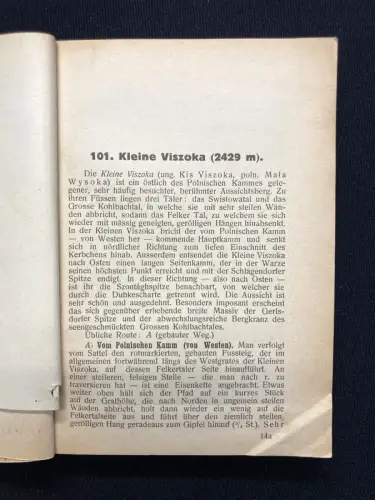 101. Kleine Viszoka (2429 m).
Die Kleine Viszoka (ung. Kis Viszoka, poln. Mała
Wysoka) ist ein östlich des Polnischen Kammes gele-
gener, sehr häufig besuchter, berühmter Aussichtsberg. Zu
ihren Füssen liegen drei Täler: das Swistowatal und das
Grosse Kohlbachtal, in welche sie mit sehr steilen Wän-
den abbricht, sodann das Felker Tal, zu welchem sie sich
wieder mit mässig geneigten, gerölligen Hängen hinabsenkt.
In der Kleinen Viszoka bricht der vom Polnischen Kamm
— von Westen her — kommende Hauptkamm und senkt
sich in nördlicher Richtung zum tiefen Einschnitt des
Kerbchens hinab. Ausserdem entsendet die Kleine Viszoka
nach Osten einen langen Seitenkamm, der in der Warze
seinen höchsten Punkt erreicht und mit der Schlagendorfer
Spitze endigt. In dieser Richtung — also nach Osten —
ist ihr die Szontághspitze benachbart, von welcher sie
durch die Dubkescharte getrennt wird. Die Aussicht ist
sehr schön und ausgedehnt. Besonders imposant erscheint
das sich gegenüber erhebende breite Massiv der Gerls-
dorfer Spitze und der abwechslungsreiche Bergkranz des
seengeschmückten Grossen Kohlbachtales.
Übliche Route: A (gebauter Weg.)
A) Vom Polnischen Kamm (von Westen). Man verfolgt
vom Sattel den rotmarkierten, gebauten Fussteig, der im
allgemeinen fortwährend längs des Westgrates der Kleinen
Viszoka, auf dessen Felkertaler Seite hinaufführt. An
einer steileren, felsigen Stelle — die man nach r. zu
traversieren hat — ist eine Eisenkette angebracht. Etwas
weiter oben hält sich der Pfad auf ein kurzes Stück
auf der Grathöhe, die nach Norden in ungemein steilen
Wänden abbricht, holt dann wieder ein wenig auf die
Felkertalseite aus und führt über den ziemlich steilen,
gerölligen Hang geradeaus zum Gipfel hinauf ( St.). Sehr
14a